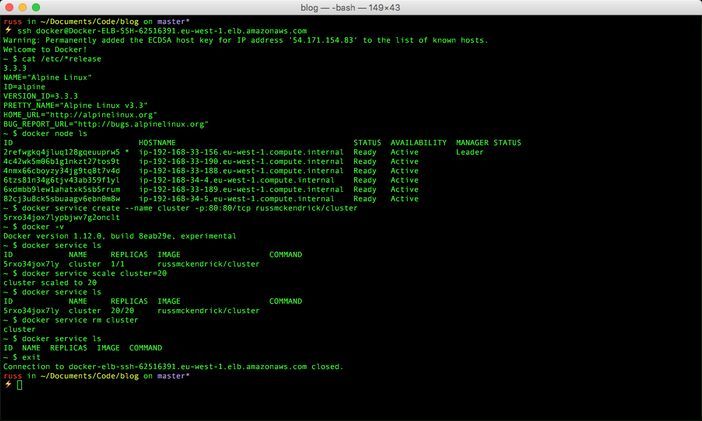 blog — -bash — 149×43
russ in ~/Documents/Code/blog on master*
⚡ ssh docker@Docker-ELB-SSH-62516391.eu-west-1.elb.amazonaws.com
Warning: Permanently added the ECDSA host key for IP address '54.171.154.83' to the list of known hosts.
Welcome to Docker!
~ $ cat /etc/*release
3.3.3
NAME="Alpine Linux"
ID=alpine
VERSION_ID=3.3.3
PRETTY_NAME="Alpine Linux v3.3"
HOME_URL="http://alpinelinux.org"
BUG_REPORT_URL="http://bugs.alpinelinux.org"
~ $ docker node ls
ID HOSTNAME STATUS AVAILABILITY MANAGER STATUS
2refwgkq4jluq128gqeuuprw5 * ip-192-168-33-156.eu-west-1.compute.internal Ready Active Leader
4c42wk5m06b1g1nkzt27tos9t ip-192-168-33-190.eu-west-1.compute.internal Ready Active
4nmx66cboyzy34jg9tq8t7v4d ip-192-168-33-188.eu-west-1.compute.internal Ready Active
6tzs81n34g6tjv43ab359f1yl ip-192-168-34-4.eu-west-1.compute.internal Ready Active
6xdmbb9lew1ahatxk5sb5rrum ip-192-168-33-189.eu-west-1.compute.internal Ready Active
82cj3u8ck5sbuaagv6ebn0m8w ip-192-168-34-5.eu-west-1.compute.internal Ready Active
~ $ docker service create --name cluster -p:80:80/tcp russmckendrick/cluster
5rxo34jox7lypbjwv7g2onclt
~ $ docker -v
Docker version 1.12.0, build 8eab29e, experimental
~ $ docker service ls
ID NAME REPLICAS IMAGE COMMAND
5rxo34jox7ly cluster 1/1 russmckendrick/cluster
~ $ docker service scale cluster=20
cluster scaled to 20
~ $ docker service ls
ID NAME REPLICAS IMAGE COMMAND
5rxo34jox7ly cluster 20/20 russmckendrick/cluster
~ $ docker service rm cluster
cluster
~ $ docker service ls
ID NAME REPLICAS IMAGE COMMAND
~ $ exit
Connection to docker-elb-ssh-62516391.eu-west-1.elb.amazonaws.com closed.
russ in ~/Documents/Code/blog on master*
⚡